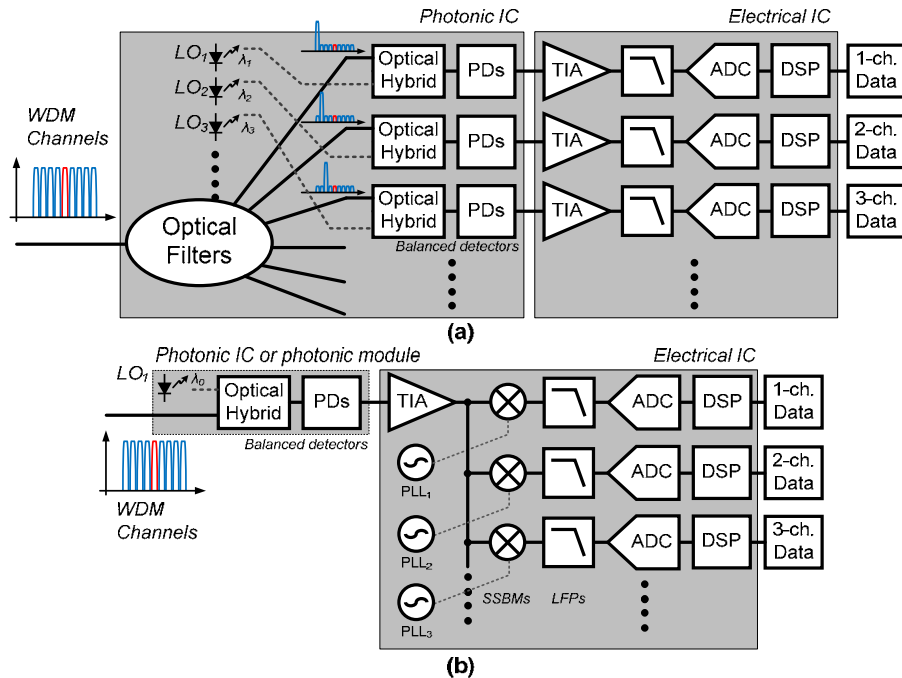 Photonic IC
Electrical IC
LO1
λ1
LO2
λ2
LO3
λ3
WDM
Channels
Optical
Filters
Optical
Hybrid
PDs
TIA
ADC
DSP
1-ch.
Data
Optical
Hybrid
PDs
TIA
ADC
DSP
2-ch.
Data
Optical
Hybrid
PDs
TIA
ADC
DSP
3-ch.
Data
Balanced detectors
(a)
Photonic IC or photonic module
Electrical IC
LO1
λ0
Optical
Hybrid
PDs
Balanced detectors
WDM
Channels
TIA
ADC
DSP
1-ch.
Data
PLL1
ADC
DSP
2-ch.
Data
PLL2
ADC
DSP
3-ch.
Data
PLL3
SSBMs
LFPs
(b)